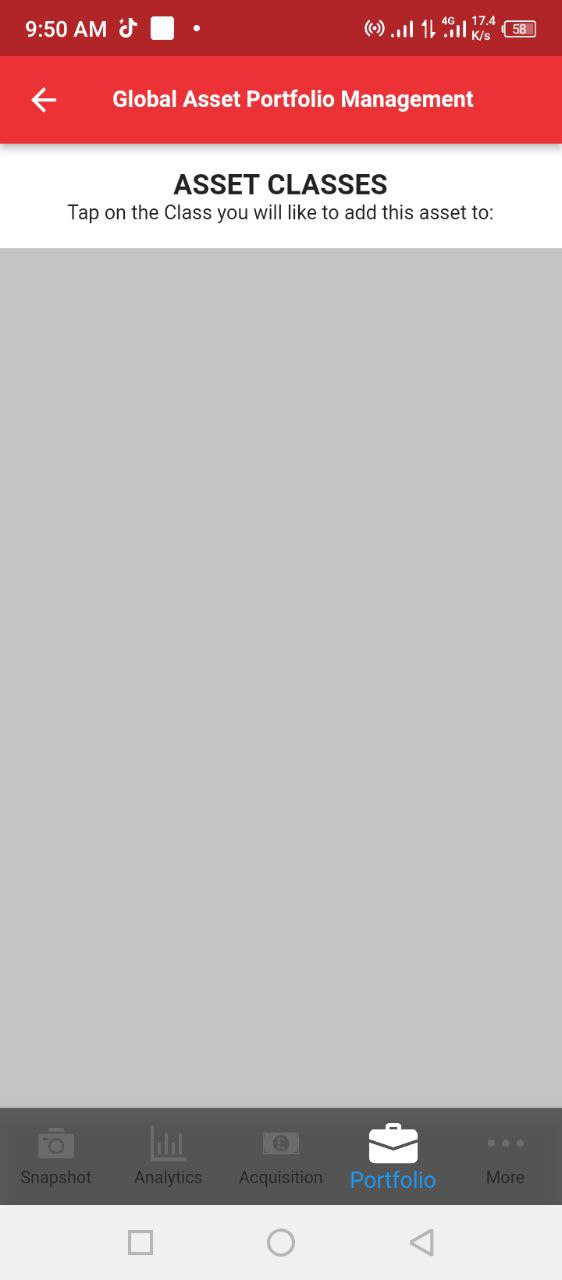 9:50 AM
4G
17.4
K/s
58
Global Asset Portfolio Management
ASSET CLASSES
Tap on the Class you will like to add this asset to:
£
Snapshot
Analytics
Acquisition
Portfolio
More